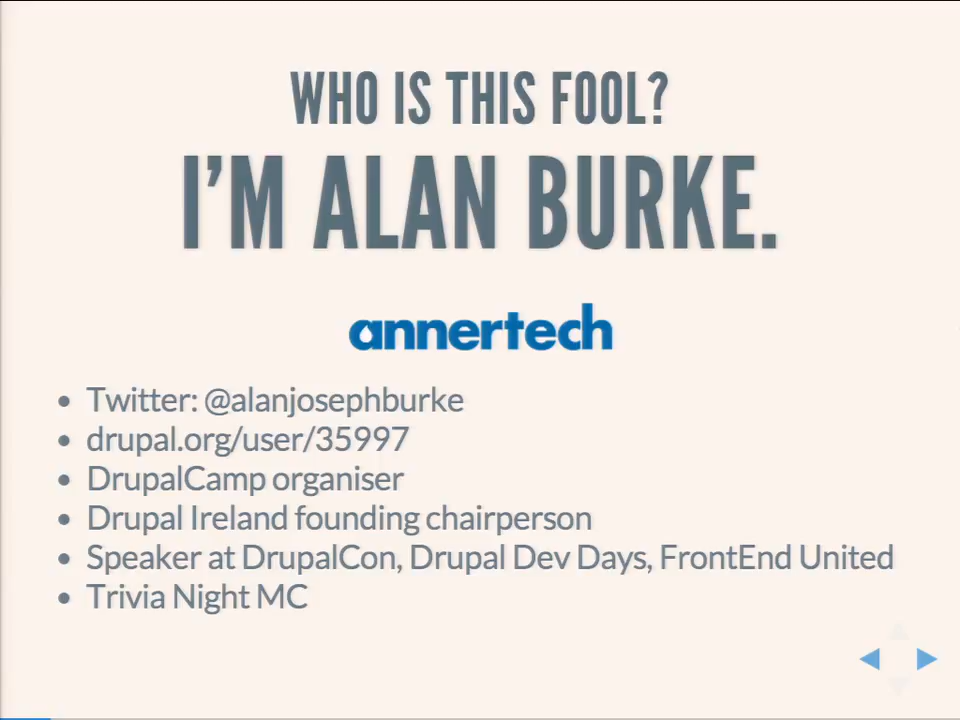 WHO IS THIS FOOL?
I'M ALAN BURKE.
annertech
• Twitter: @alanjosephburke
• drupal.org/user/35997
• DrupalCamp organiser
• Drupal Ireland founding chairperson
• Speaker at DrupalCon, Drupal Dev Days, FrontEnd United
• Trivia Night MC